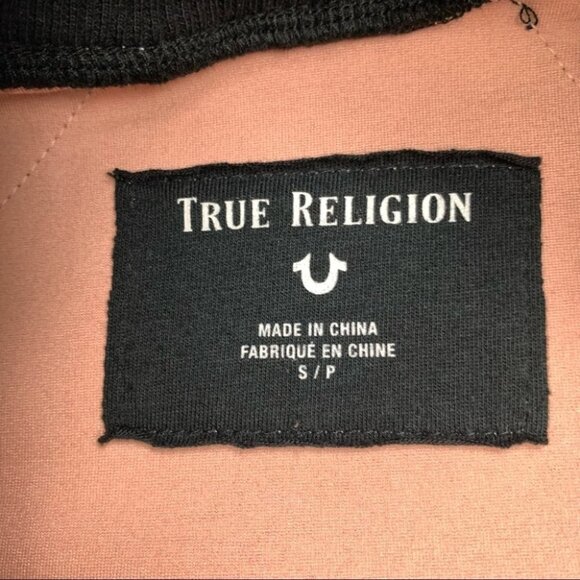 TRUE RELIGION
MADE IN CHINA
FABRIQUÉ EN CHINE
S / P